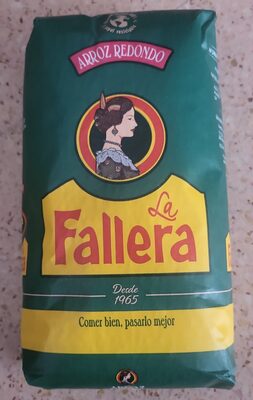 ARROZ REDONDO
La
Fallera
Desde
1965
Comer bien, pasarlo mejor